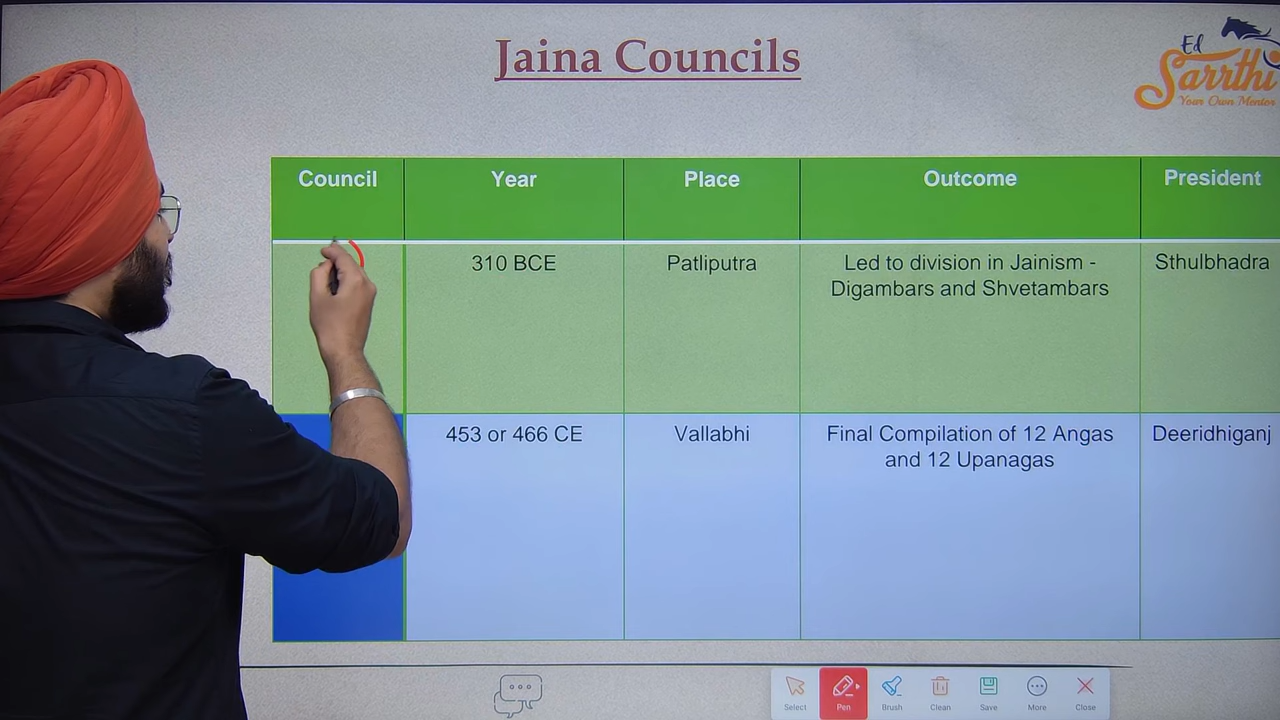 Jaina Councils
Ed
Sarrthi
Your Own Mentor
Council Year Place Outcome President
310 BCE Patliputra Led to division in Jainism - Sthulbhadra
Digambars and Shvetambars
453 or 466 CE Vallabhi Final Compilation of 12 Angas Deeridhiganj
and 12 Upanagas
Select Pen Brush Clean Save More Close